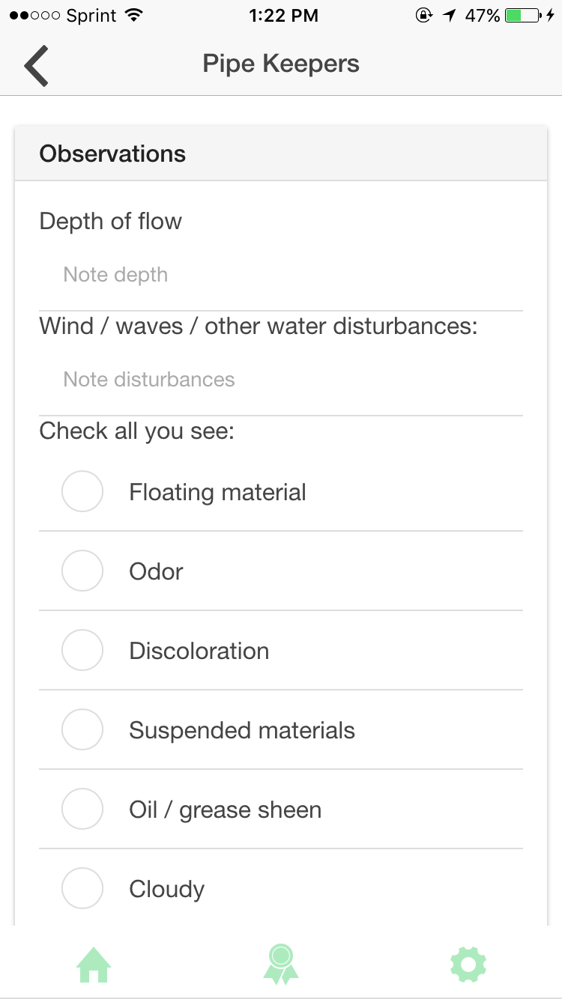 Sprint 1:22 PM 47%
Pipe Keepers
Observations
Depth of flow
Note depth
Wind / waves / other water disturbances:
Note disturbances
Check all you see:
Floating material
Odor
Discoloration
Suspended materials
Oil / grease sheen
Cloudy